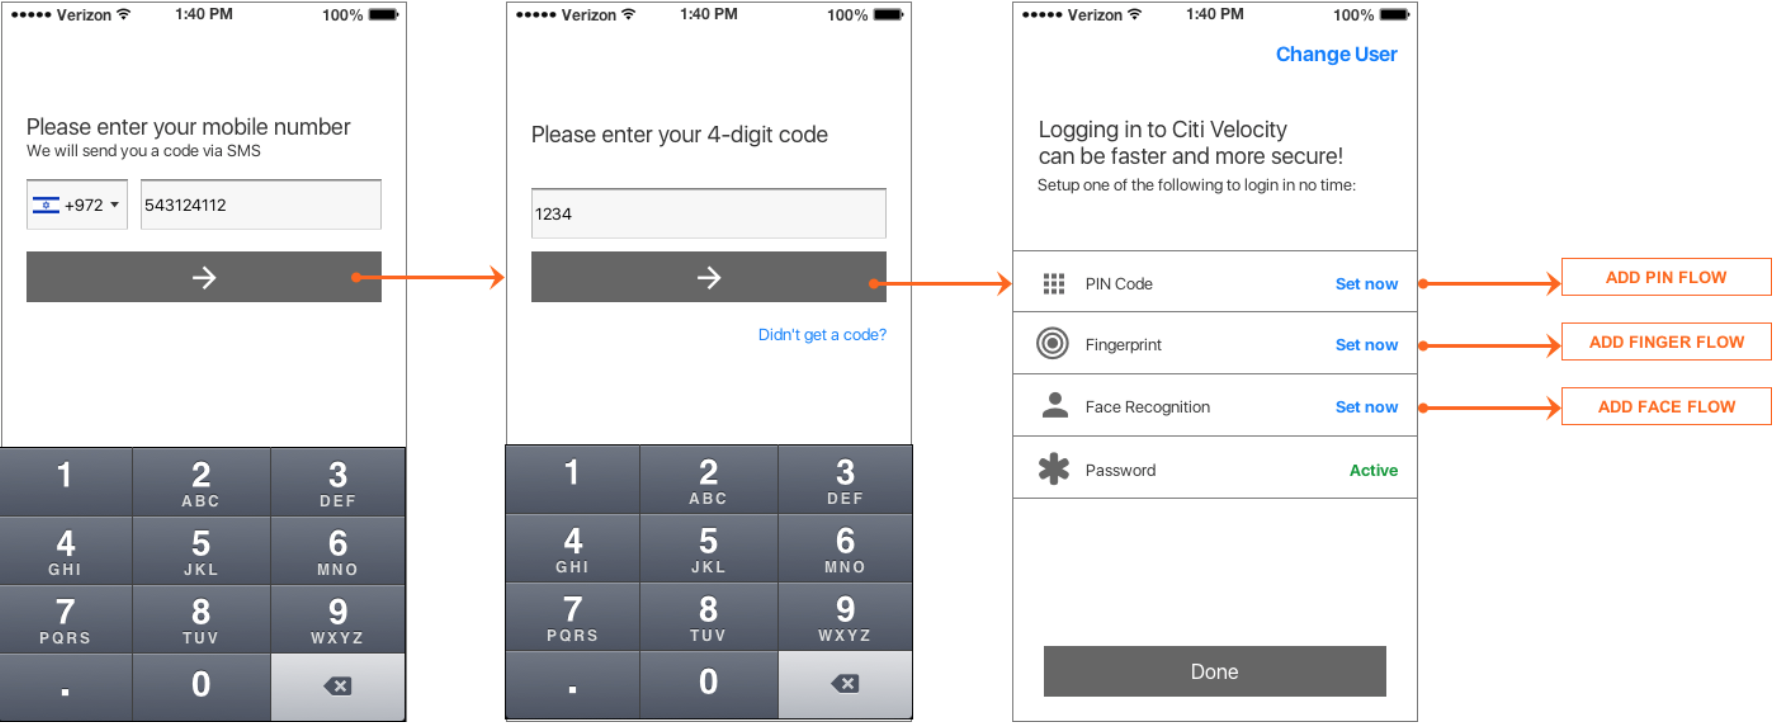 Verizon 1:40 PM 100%
Please enter your mobile number
We will send you a code via SMS
+972 543124112
1 2 ABC 3 DEF
4 GHI 5 JKL 6 MNO
7 PQRS 8 TUV 9 WXYZ
. 0
Verizon 1:40 PM 100%
Please enter your 4-digit code
1234
Didn't get a code?
1 2 ABC 3 DEF
4 GHI 5 JKL 6 MNO
7 PQRS 8 TUV 9 WXYZ
. 0
Verizon 1:40 PM 100%
Change User
Logging in to Citi Velocity
can be faster and more secure!
Setup one of the following to login in no time:
PIN Code Set now
Fingerprint Set now
Face Recognition Set now
Password Active
Done
ADD PIN FLOW
ADD FINGER FLOW
ADD FACE FLOW